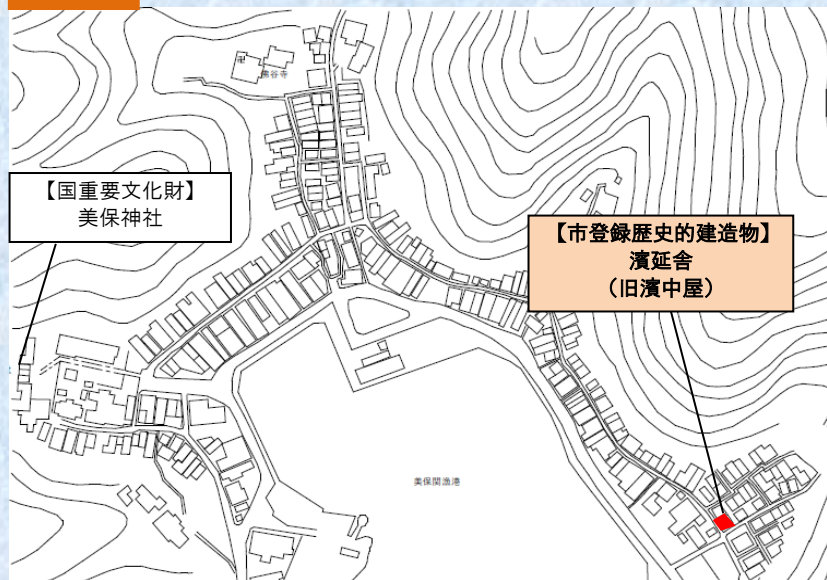 【国重要文化財】
美保神社
【市登録歴史的建造物】
濱延舎
（旧濱中屋）
美保関漁港